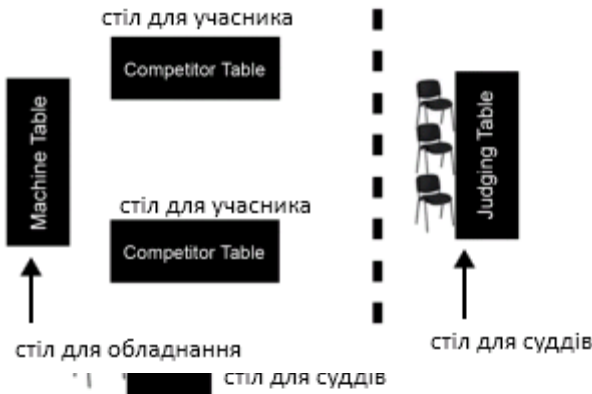 стіл для учасника
Competitor Table
Machine Table
Judging Table
стіл для учасника
Competitor Table
стіл для обладнання
стіл для суддів
стіл для суддів